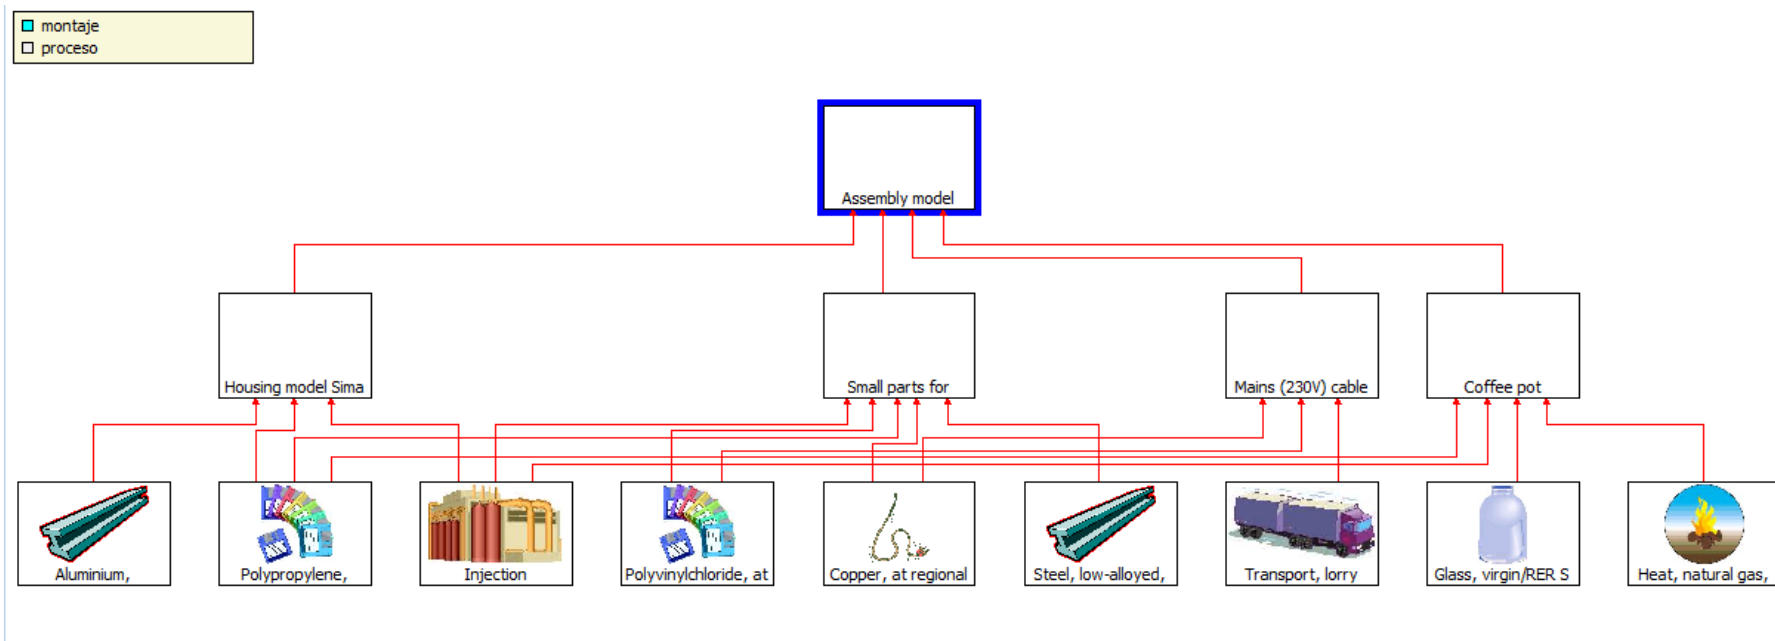 montaje
proceso
Assembly model
Housing model Sima
Small parts for
Mains (230V) cable
Coffee pot
Aluminium,
Polypropylene,
Injection
Polyvinylchloride, at
Copper, at regional
Steel, low-alloyed,
Transport, lorry
Glass, virgin/RER S
Heat, natural gas,